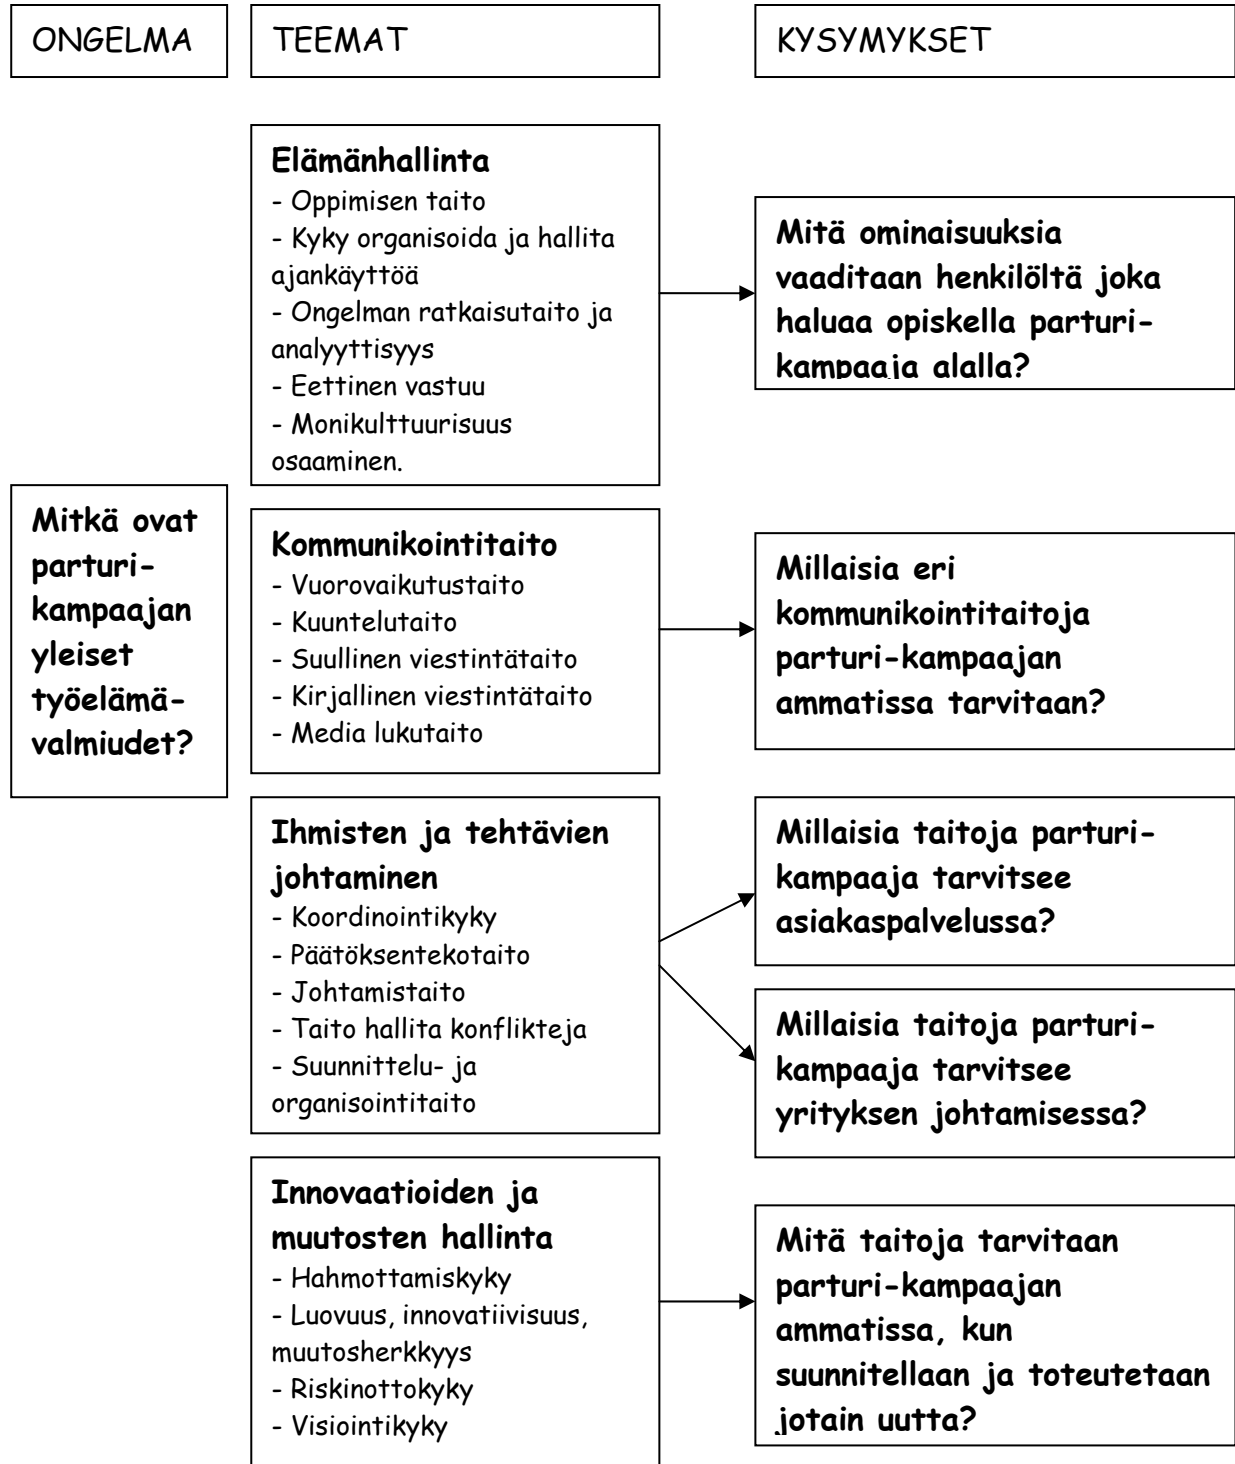 ONGELMA
TEEMAT
KYSYMYKSET
Mitkä ovat
parturi-
kampaajan
yleiset
työelämä-
valmiudet?
Elämänhallinta
- Oppimisen taito
- Kyky organisoida ja hallita
ajankäyttöä
- Ongelman ratkaisutaito ja
analyyttisyys
- Eettinen vastuu
- Monikulttuurisuus
osaaminen.
Mitä ominaisuuksia
vaaditaan henkilöltä joka
haluaa opiskella parturi-
kampaaja alalla?
Kommunikointitaito
- Vuorovaikutustaito
- Kuuntelutaito
- Suullinen viestintätaito
- Kirjallinen viestintätaito
- Media lukutaito
Millaisia eri
kommunikointitaitoja
parturi-kampaajan
ammatissa tarvitaan?
Ihmisten ja tehtävien
johtaminen
- Koordinointikyky
- Päätöksentekotaito
- Johtamistaito
- Taito hallita konflikteja
- Suunnittelu- ja
organisointitaito
Millaisia taitoja parturi-
kampaaja tarvitsee
asiakaspalvelussa?
Millaisia taitoja parturi-
kampaaja tarvitsee
yrityksen johtamisessa?
Innovaatioiden ja
muutosten hallinta
- Hahmottamiskyky
- Luovuus, innovatiivisuus,
muutosherkkyys
- Riskinottokyky
- Visiointikyky
Mitä taitoja tarvitaan
parturi-kampaajan
ammatissa, kun
suunnitellaan ja toteutetaan
jotain uutta?